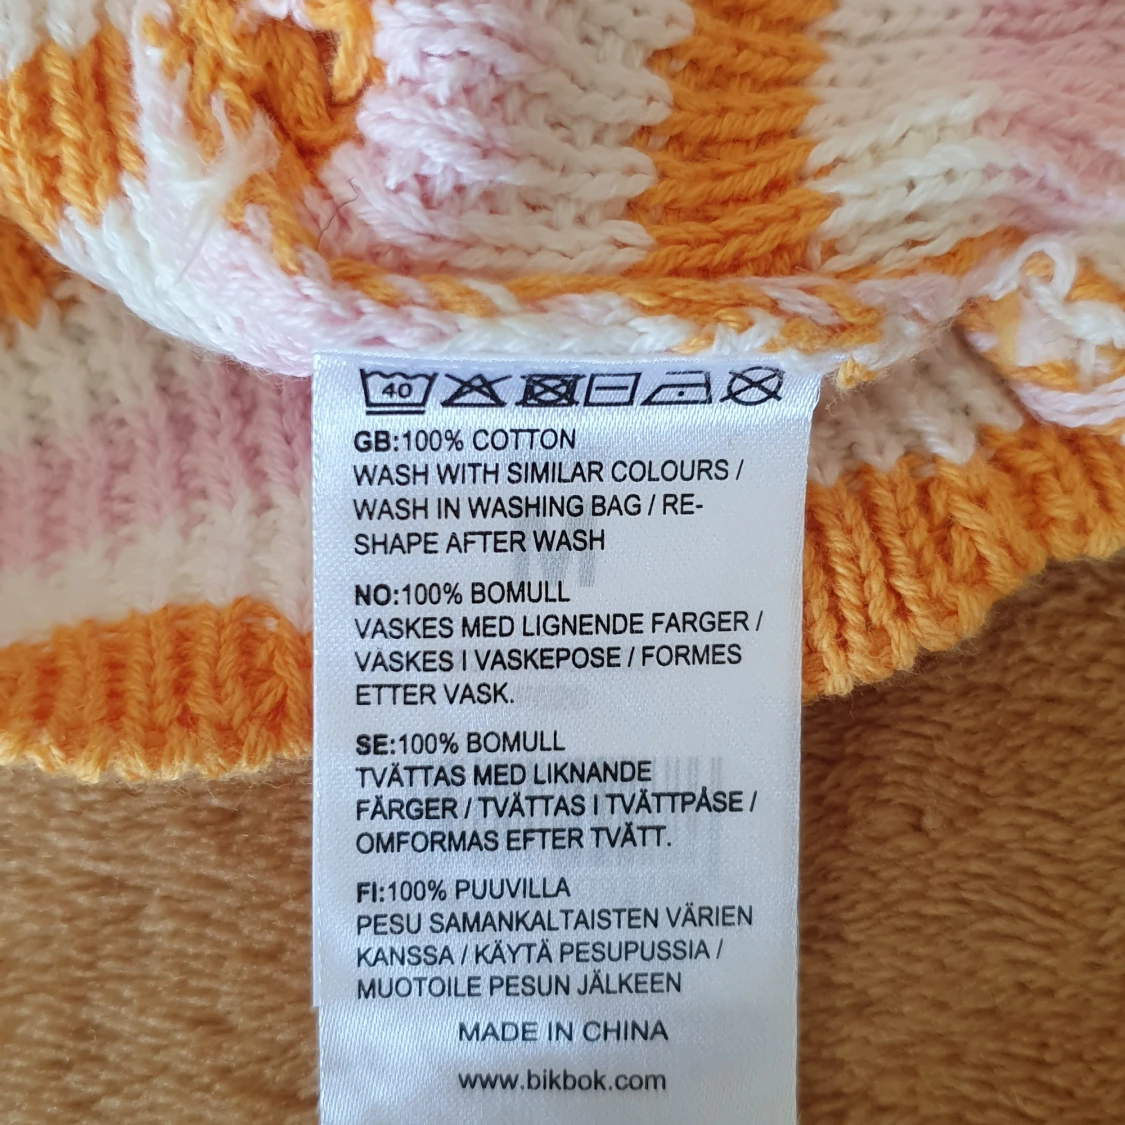 40
GB:100% COTTON
WASH WITH SIMILAR COLOURS /
WASH IN WASHING BAG / RE-
SHAPE AFTER WASH
NO:100% BOMULL
VASKES MED LIGNENDE FARGER /
VASKES I VASKEPOSE / FORMES
ETTER VASK.
SE:100% BOMULL
TVÄTTAS MED LIKNANDE
FÄRGER / TVÄTTAS I TVÄTTPÅSE /
OMFORMAS EFTER TVÄTT.
FI:100% PUUVILLA
PESU SAMANKALTAISTEN VÄRIEN
KANSSA / KÄYTÄ PESUPUSSIA /
MUOTOILE PESUN JÄLKEEN
MADE IN CHINA
www.bikbok.com